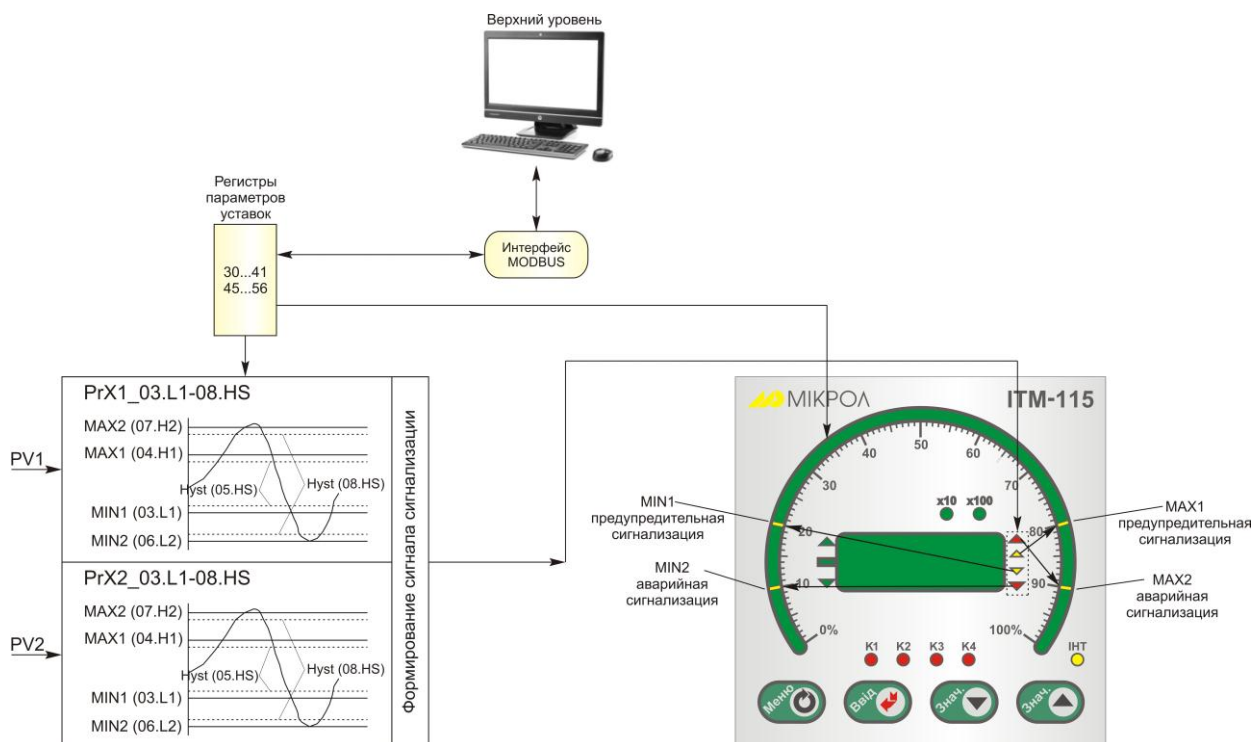 Верхний уровень
Регистры
параметров
уставок
30...41
45...56
Интерфейс
MODBUS
PrX1_03.L1-08.HS
MAX2 (07.H2)
MAX1 (04.H1)
Hyst (05.HS)
Hyst (08.HS)
MIN1 (03.L1)
MIN2 (06.L2)
PV1
PrX2_03.L1-08.HS
MAX2 (07.H2)
MAX1 (04.H1)
Hyst (05.HS)
Hyst (08.HS)
MIN1 (03.L1)
MIN2 (06.L2)
PV2
Формирование сигнала сигнализации
МІКРОЛ
ІТМ-115
0%
10
20
30
40
50
60
70
80
90
100%
x10
x100
MIN1
предупредительная
сигнализация
MIN2
аварийная
сигнализация
MAX1
предупредительная
сигнализация
MAX2
аварийная
сигнализация
K1
K2
K3
K4
ІНТ
Меню
Ввід
Знач.
Знач.